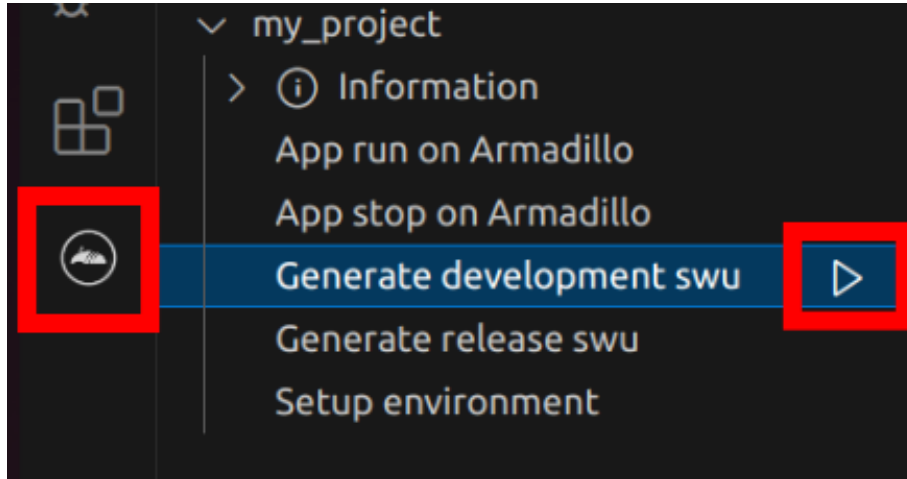 my_project
Information
App run on Armadillo
App stop on Armadillo
Generate development swu
Generate release swu
Setup environment